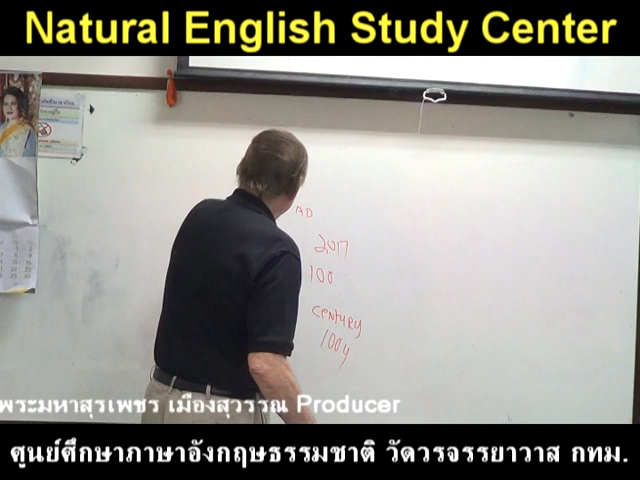 Natural English Study Center
AD
2017
100
CENTURY
100y
พระมหาสุรเพชร เมืองสุวรรณ Producer
ศูนย์ศึกษาภาษาอังกฤษธรรมชาติ วัดวรจรรยาวาส กทม.